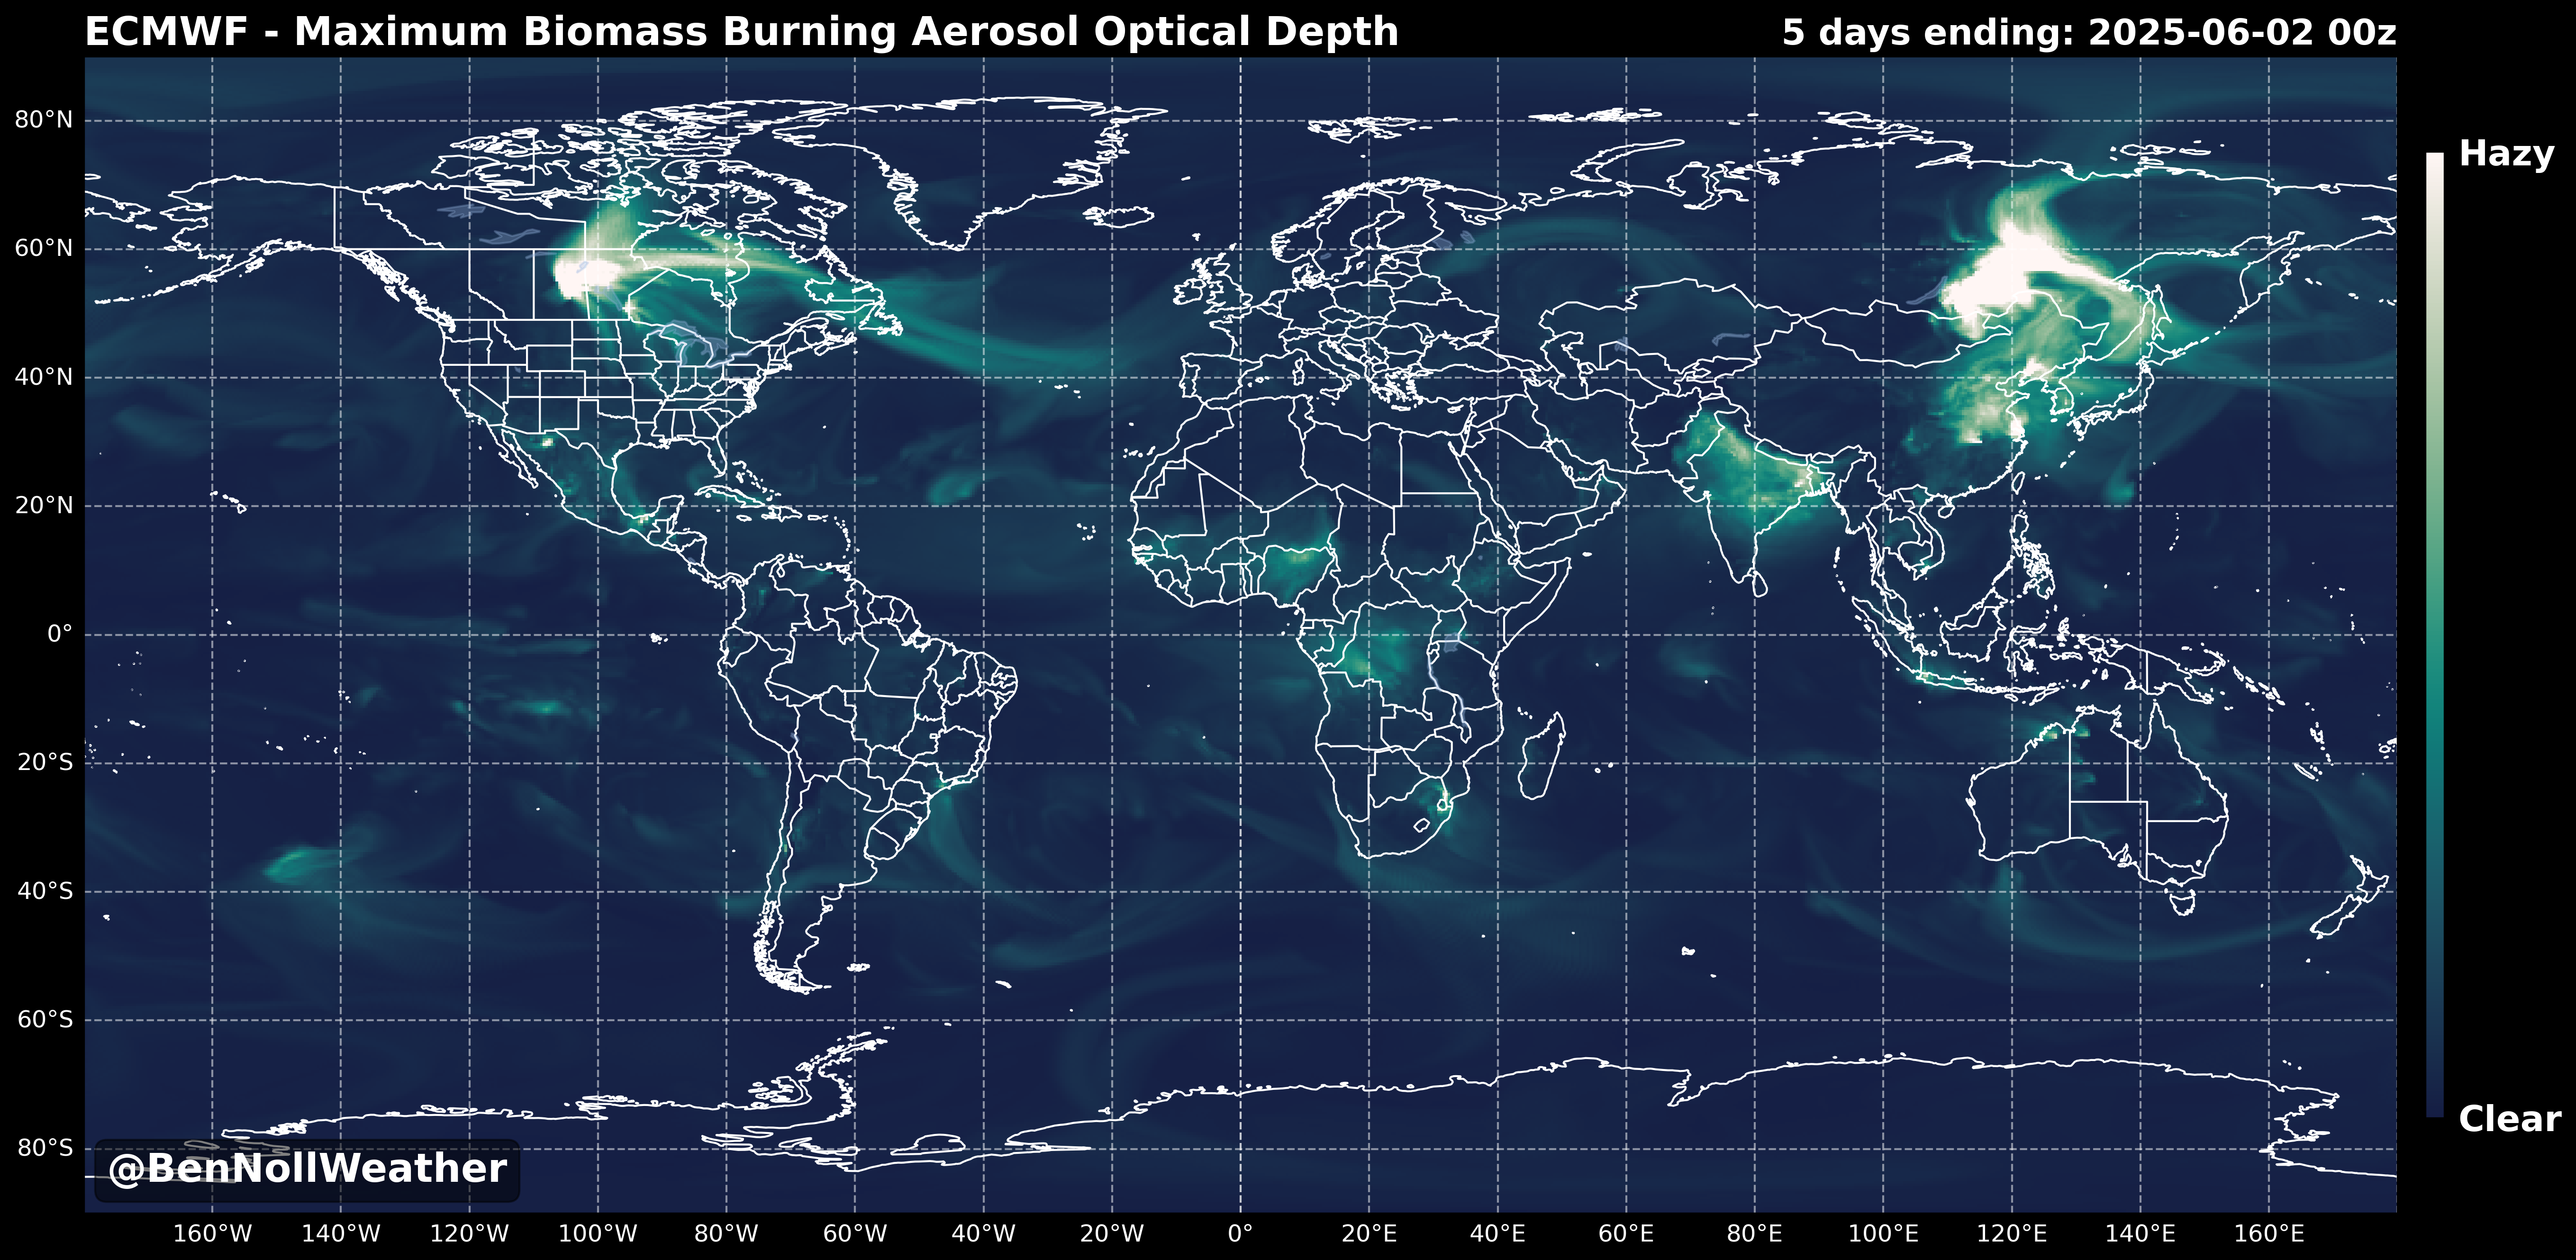 ECMWF - Maximum Biomass Burning Aerosol Optical Depth
5 days ending: 2025-06-02 00z
Hazy
80°N
60°N
40°N
20°N
0°
20°S
40°S
60°S
80°S
Clear
@BenNollWeather
160°W 140°W 120°W 100°W 80°W 60°W 40°W 20°W 0° 20°E 40°E 60°E 80°E 100°E 120°E 140°E 160°E